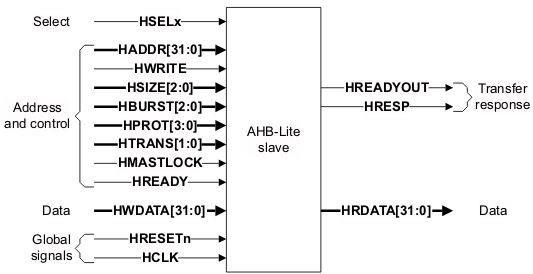 Select
HSELx
Address
and control
HADDR[31:0]
HWRITE
HSIZE[2:0]
HBURST[2:0]
HPROT[3:0]
HTRANS[1:0]
HMASTLOCK
HREADY
Data
HWDATA[31:0]
Global
signals
HRESETn
HCLK
AHB-Lite
slave
HREADYOUT
HRESP
Transfer
response
HRDATA[31:0]
Data